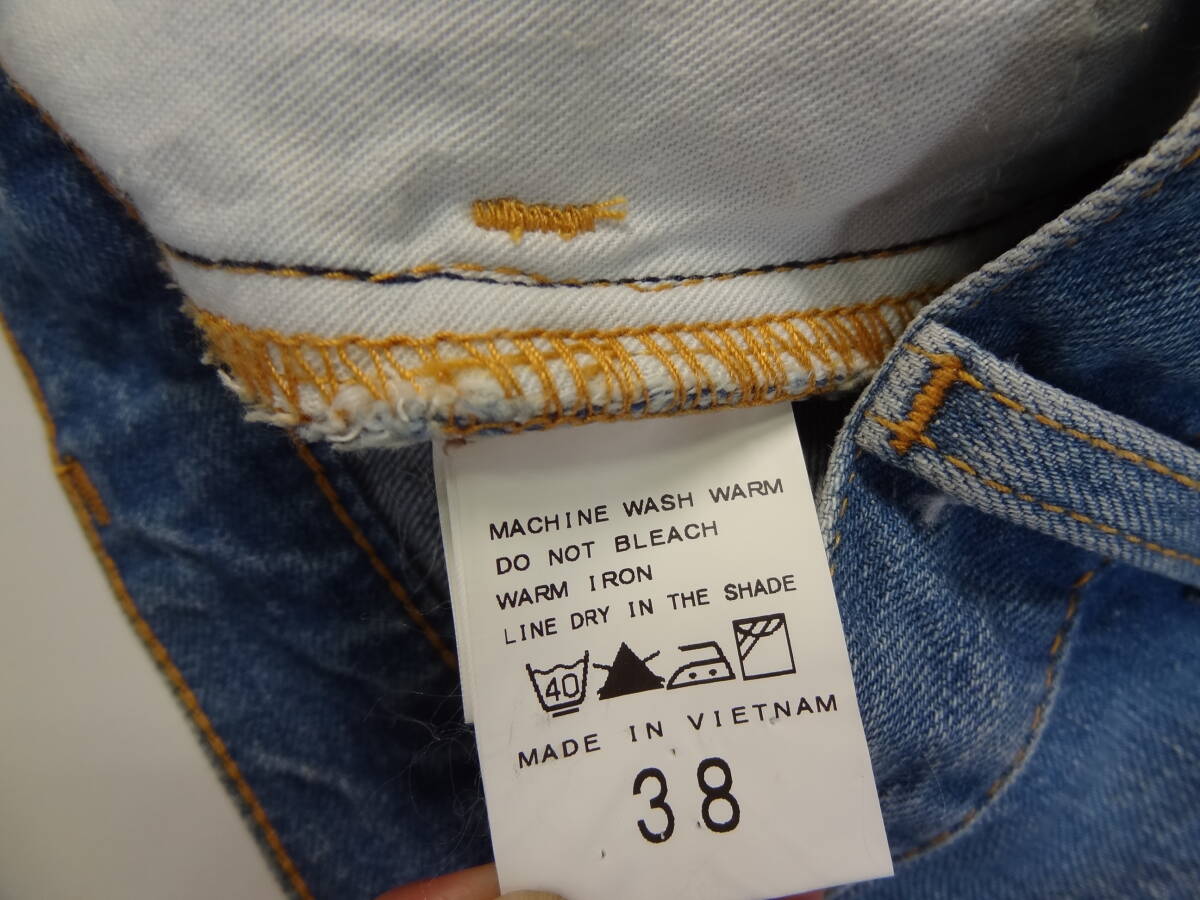 MACHINE WASH WARM
DO NOT BLEACH
WARM IRON
LINE DRY IN THE SHADE
40
MADE IN VIETNAM
38